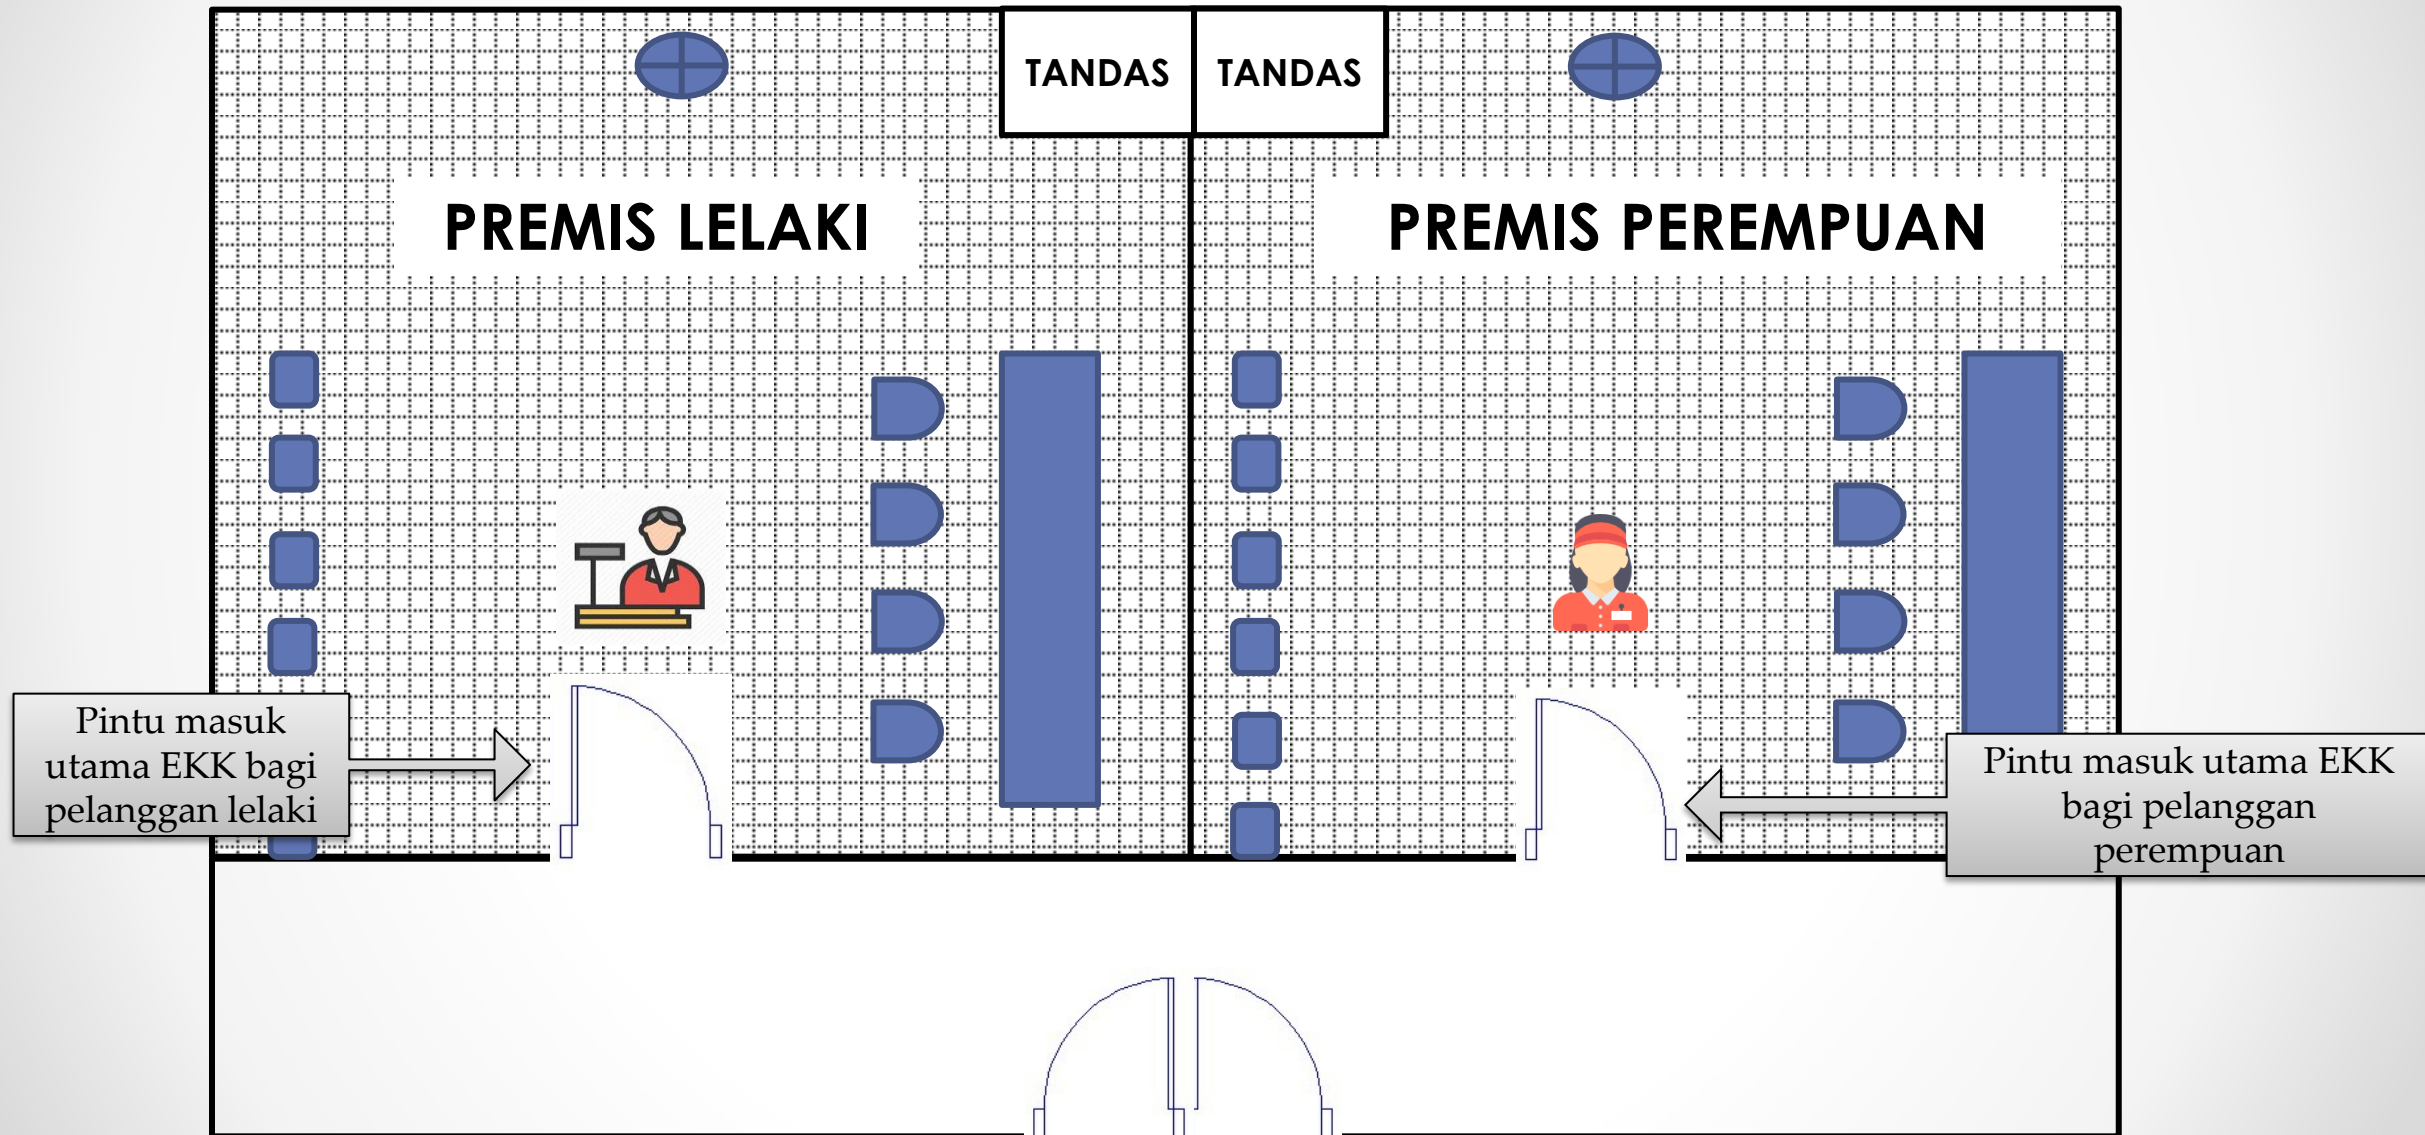 TANDAS
TANDAS
PREMIS LELAKI
PREMIS PEREMPUAN
Pintu masuk
utama EKK bagi
pelanggan lelaki
Pintu masuk utama EKK
bagi pelanggan
perempuan